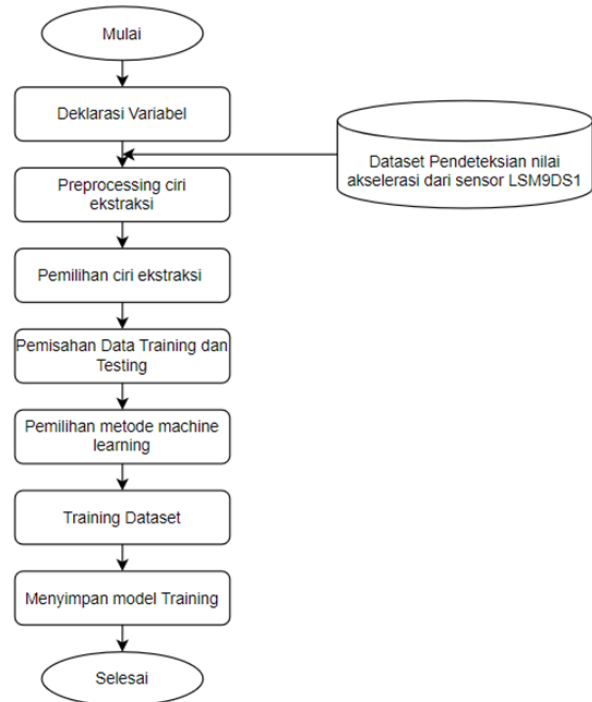 Mulai
Deklarasi Variabel
Dataset Pendeteksian nilai
akselerasi dari sensor LSM9DS1
Preprocessing ciri
ekstraksi
Pemilihan ciri ekstraksi
Pemisahan Data Training dan
Testing
Pemilihan metode machine
learning
Training Dataset
Menyimpan model Training
Selesai